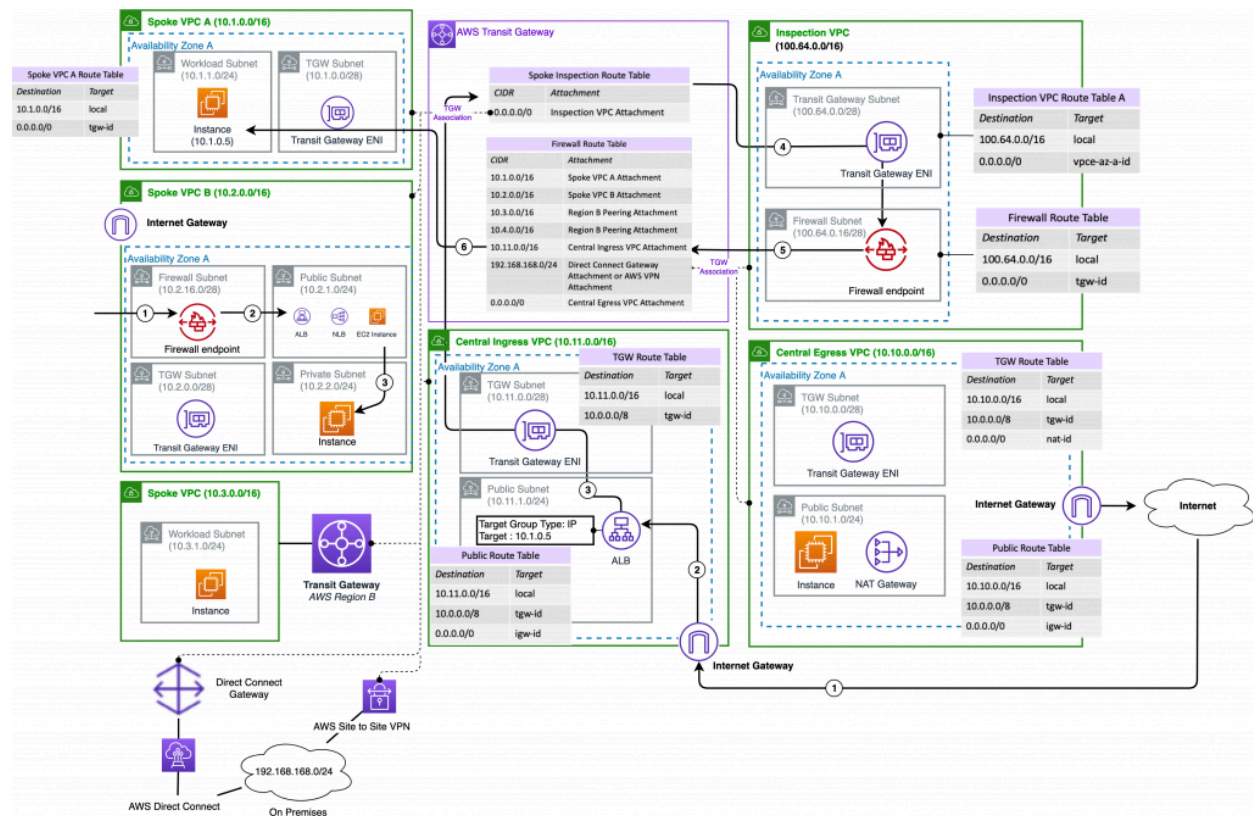 Spoke VPC A (10.1.0.0/16)
Availability Zone A
Workload Subnet
(10.1.1.0/24)
Instance
(10.1.0.5)
TGW Subnet
(10.1.0.0/28)
Transit Gateway ENI
Spoke VPC A Route Table
Destination Target
10.1.0.0/16 local
0.0.0.0/0 tgw-id
AWS Transit Gateway
Spoke Inspection Route Table
CIDR Attachment
0.0.0.0/0 Inspection VPC Attachment
TGW
Association
Firewall Route Table
CIDR Attachment
10.1.0.0/16 Spoke VPC A Attachment
10.2.0.0/16 Spoke VPC B Attachment
10.3.0.0/16 Region B Peering Attachment
10.4.0.0/16 Region B Peering Attachment
10.11.0.0/16 Central Ingress VPC Attachment
192.168.168.0/24 Direct Connect Gateway
Attachment or AWS VPN
Attachment
0.0.0.0/0 Central Egress VPC Attachment
TGW
Association
6
Inspection VPC
(100.64.0.0/16)
Availability Zone A
Transit Gateway Subnet
(100.64.0.0/28)
4
Transit Gateway ENI
Firewall Subnet
(100.64.0.16/28)
5
Firewall endpoint
Inspection VPC Route Table A
Destination Target
100.64.0.0/16 local
0.0.0.0/0 vpce-az-a-id
Firewall Route Table
Destination Target
100.64.0.0/16 local
0.0.0.0/0 tgw-id
Spoke VPC B (10.2.0.0/16)
Internet Gateway
Availability Zone A
Firewall Subnet
(10.2.16.0/28)
1
Firewall endpoint
2
Public Subnet
(10.2.1.0/24)
ALB NLB EC2 Instance
TGW Subnet
(10.2.0.0/28)
Transit Gateway ENI
Private Subnet
(10.2.2.0/24)
3
Instance
Central Ingress VPC (10.11.0.0/16)
Availability Zone A
TGW Subnet
(10.11.0.0/28)
Transit Gateway ENI
TGW Route Table
Destination Target
10.11.0.0/16 local
10.0.0.0/8 tgw-id
Public Subnet
(10.11.1.0/24)
3
Target Group Type: IP
Target : 10.1.0.5
ALB
Public Route Table
Destination Target
10.11.0.0/16 local
10.0.0.0/8 tgw-id
0.0.0.0/0 igw-id
2
Internet Gateway
Central Egress VPC (10.10.0.0/16)
Availability Zone A
TGW Subnet
(10.10.0.0/28)
Transit Gateway ENI
TGW Route Table
Destination Target
10.10.0.0/16 local
10.0.0.0/8 tgw-id
0.0.0.0/0 nat-id
Public Subnet
(10.10.1.0/24)
Instance
NAT Gateway
Internet Gateway
Public Route Table
Destination Target
10.10.0.0/16 local
10.0.0.0/8 tgw-id
0.0.0.0/0 igw-id
Internet
1
Spoke VPC (10.3.0.0/16)
Workload Subnet
(10.3.1.0/24)
Instance
Transit Gateway
AWS Region B
Direct Connect
Gateway
AWS Site to Site VPN
192.168.168.0/24
AWS Direct Connect
On Premises